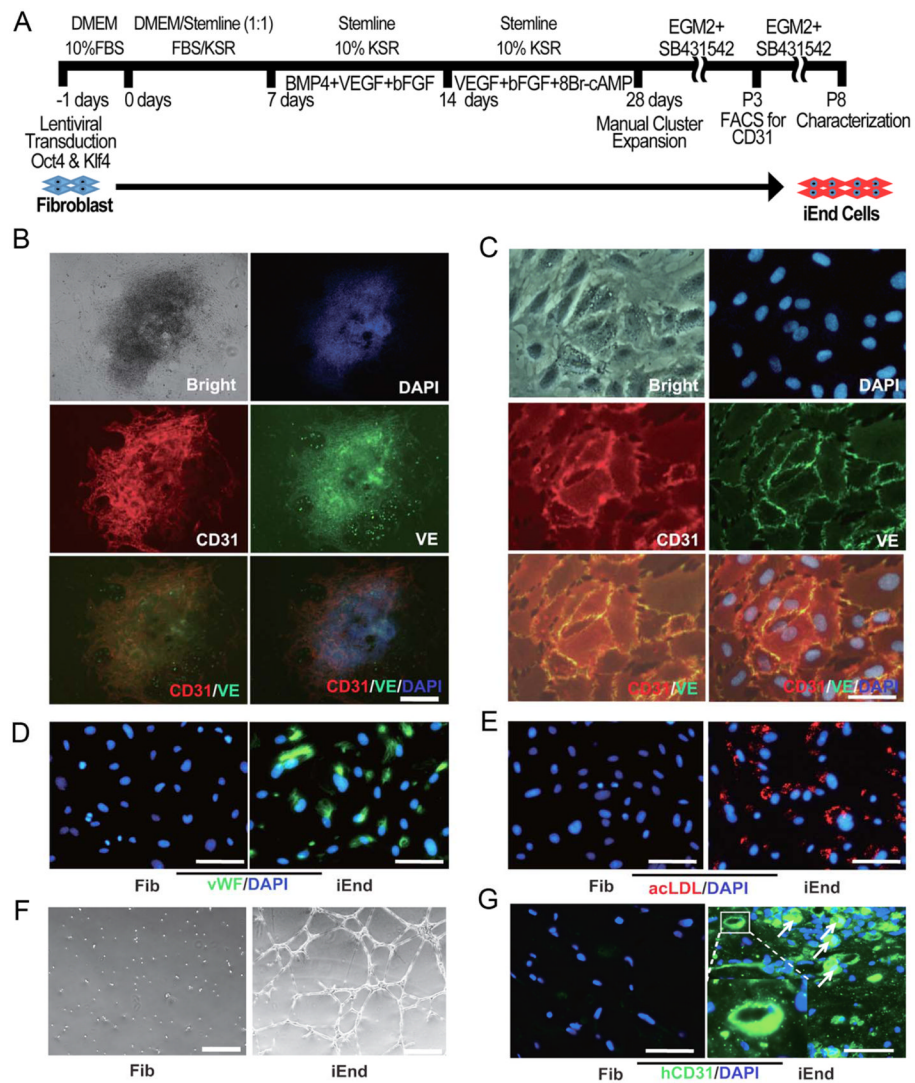 A
DMEM
10%FBS
DMEM/Stemline (1:1)
FBS/KSR
Stemline
10% KSR
Stemline
10% KSR
EGM2+
SB431542
EGM2+
SB431542
BMP4+VEGF+bFGF
VEGF+bFGF+8Br-cAMP
-1 days
0 days
7 days
14 days
28 days
P3
P8
Lentiviral
Transduction
Oct4 & Klf4
Manual Cluster
Expansion
FACS for
CD31
Characterization
Fibroblast
iEnd Cells
B
Bright
DAPI
CD31
VE
CD31/VE
CD31/VE/DAPI
C
Bright
DAPI
CD31
VE
CD31/VE
CD31/VE/DAPI
D
Fib
vWF/DAPI
iEnd
E
Fib
acLDL/DAPI
iEnd
F
Fib
iEnd
G
Fib
hCD31/DAPI
iEnd